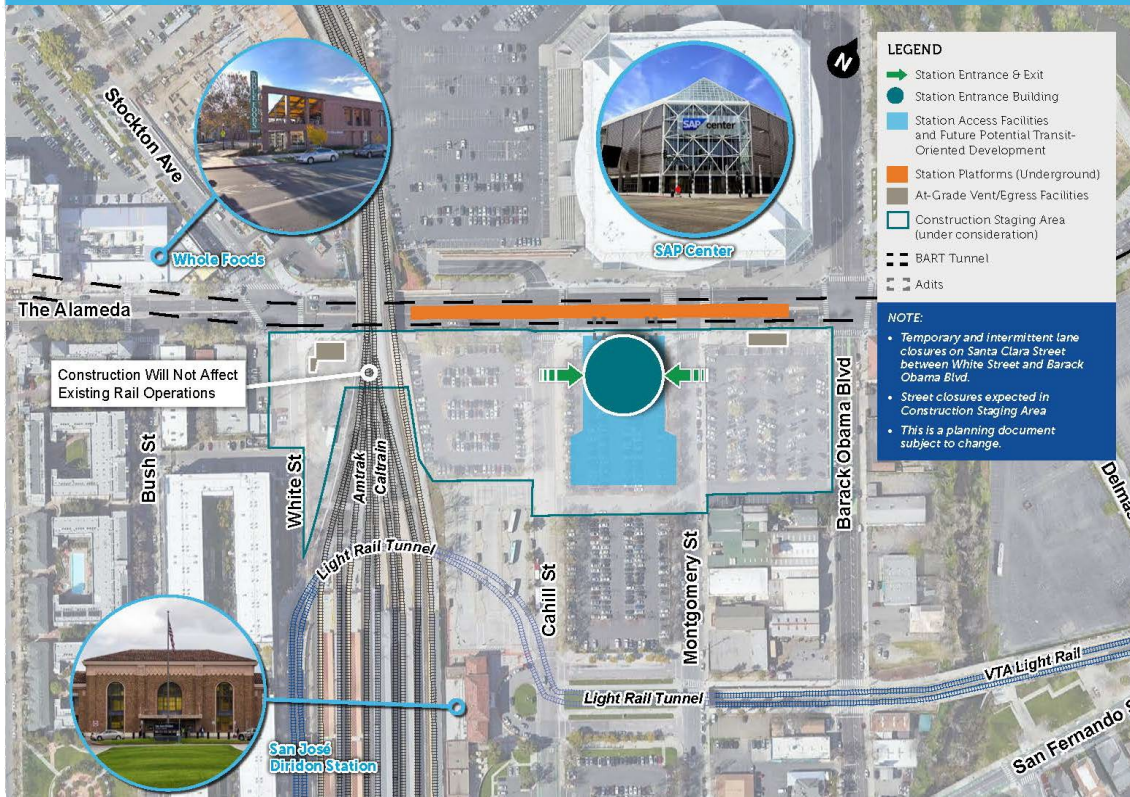 LEGEND
Station Entrance & Exit
Station Entrance Building
Station Access Facilities
and Future Potential Transit-
Oriented Development
Station Platforms (Underground)
At-Grade Vent/Egress Facilities
Construction Staging Area
(under consideration)
BART Tunnel
Adits
NOTE:
• Temporary and intermittent lane
closures on Santa Clara Street
between White Street and Barack
Obama Blvd.
• Street closures expected in
Construction Staging Area
• This is a planning document
subject to change.
N
Stockton Ave
Whole Foods
SAP center
SAP Center
The Alameda
Construction Will Not Affect
Existing Rail Operations
Bush St
White St
Amtrak
Caltrain
Light Rail Tunnel
Cahill St
Montgomery St
Barack Obama Blvd
Delmas
Light Rail Tunnel
VTA Light Rail
San Fernando S
San José
Diridon Station